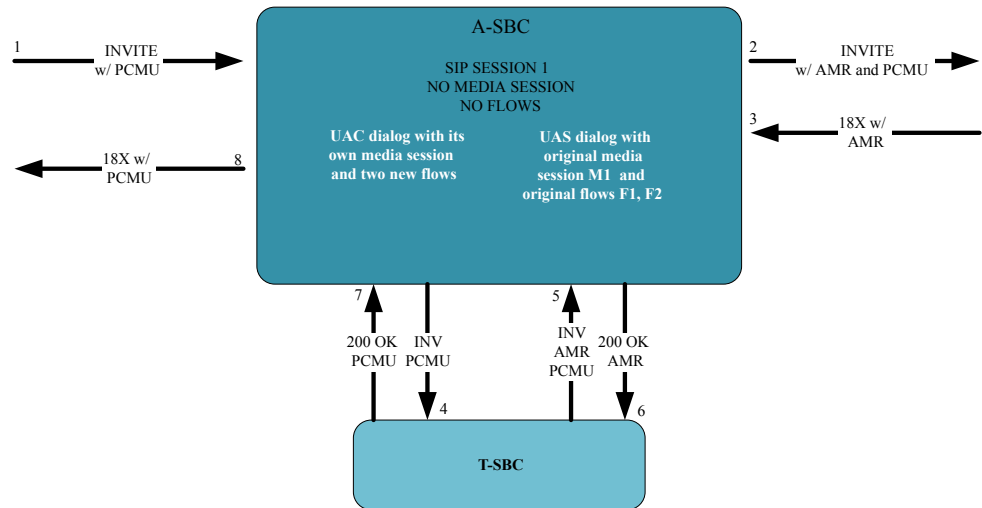 A-SBC
SIP SESSION 1
NO MEDIA SESSION
NO FLOWS
UAC dialog with its
own media session
and two new flows
UAS dialog with
original media
session M1 and
original flows F1, F2
1
INVITE
w/ PCMU
2
INVITE
w/ AMR and PCMU
3
18X w/
AMR
18X w/
PCMU
8
7
200 OK
PCMU
INV
PCMU
4
5
INV
AMR
PCMU
200 OK
AMR
6
T-SBC